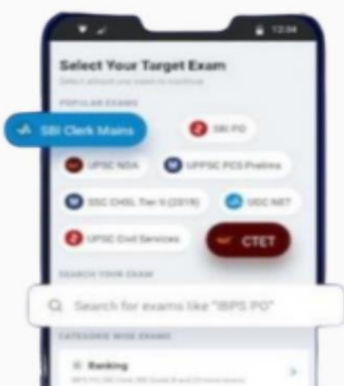 12:04
Select Your Target Exam
POPULAR EXAMS
SBI Clerk Mains
SBI PO
UPSC NDA
UPPSC PCS Prelims
SSC CHSL Tier II (2019)
UGC NET
UPSC Civil Services
CTET
SEARCH YOUR EXAM
Search for exams like "IBPS PO"
CATEGORIE WISE EXAMS
Banking